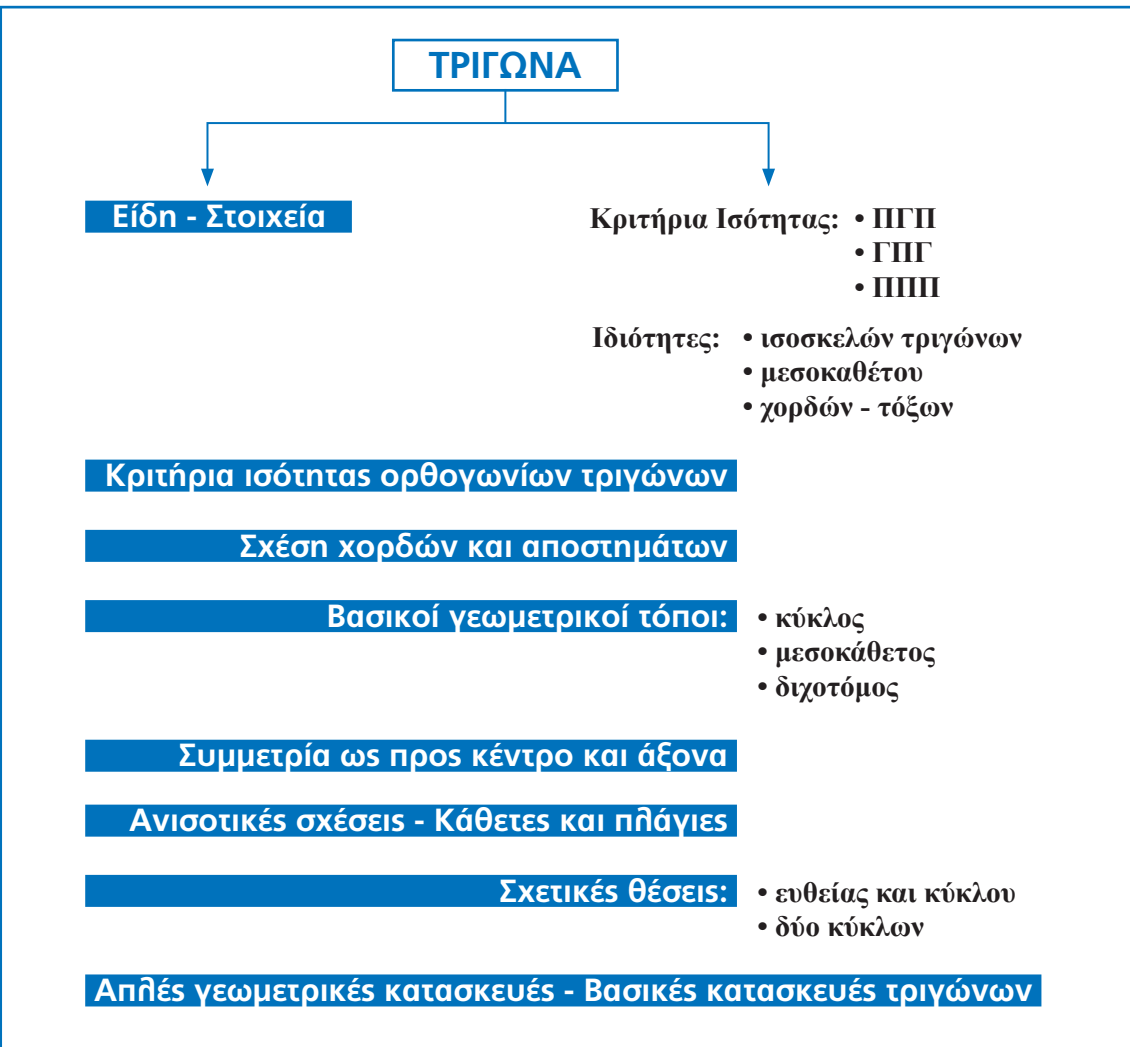 ΤΡΙΓΩΝΑ
Είδη - Στοιχεία
Κριτήρια Ισότητας: • ΠΓΠ
• ΓΠΓ
• ΠΠΠ
Ιδιότητες: • ισοσκελών τριγώνων
• μεσοκαθέτου
• χορδών - τόξων
Κριτήρια ισότητας ορθογωνίων τριγώνων
Σχέση χορδών και αποστημάτων
Βασικοί γεωμετρικοί τόποι: • κύκλος
• μεσοκάθετος
• διχοτόμος
Συμμετρία ως προς κέντρο και άξονα
Ανισοτικές σχέσεις - Κάθετες και πλάγιες
Σχετικές θέσεις: • ευθείας και κύκλου
• δύο κύκλων
Απλές γεωμετρικές κατασκευές - Βασικές κατασκευές τριγώνων